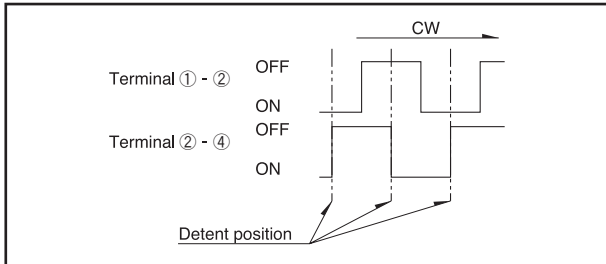 CW
OFF
Terminal ① - ②
ON
OFF
Terminal ② - ④
ON
Detent position